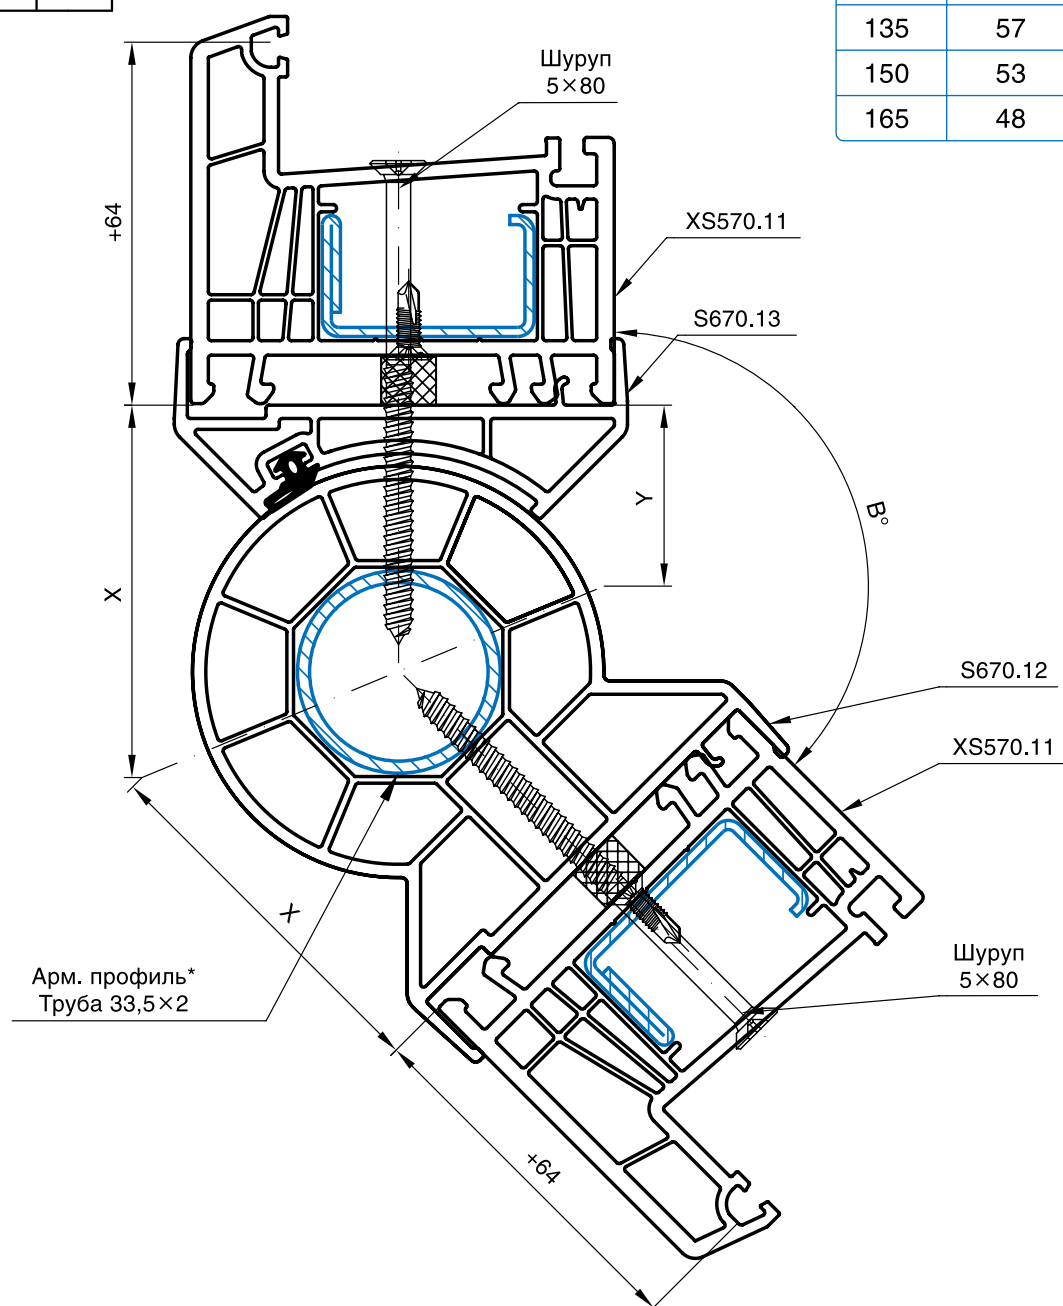 135 57
150 53
165 48
Шуруп
5×80
+64
XS570.11
S670.13
Y
B°
X
S670.12
XS570.11
X
Арм. профиль*
Труба 33,5×2
Шуруп
5×80
+64